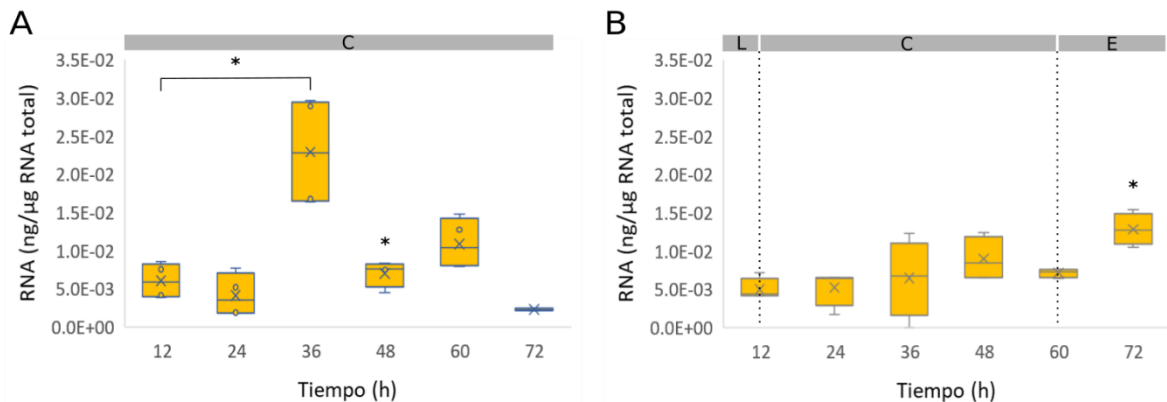 A
C
3.5E-02
3.0E-02
2.5E-02
2.0E-02
1.5E-02
1.0E-02
5.0E-03
0.0E+00
RNA (ng/µg RNA total)
*
*
12 24 36 48 60 72
Tiempo (h)
B
L C E
3.5E-02
3.0E-02
2.5E-02
2.0E-02
1.5E-02
1.0E-02
5.0E-03
0.0E+00
RNA (ng/µg RNA total)
*
12 24 36 48 60 72
Tiempo (h)